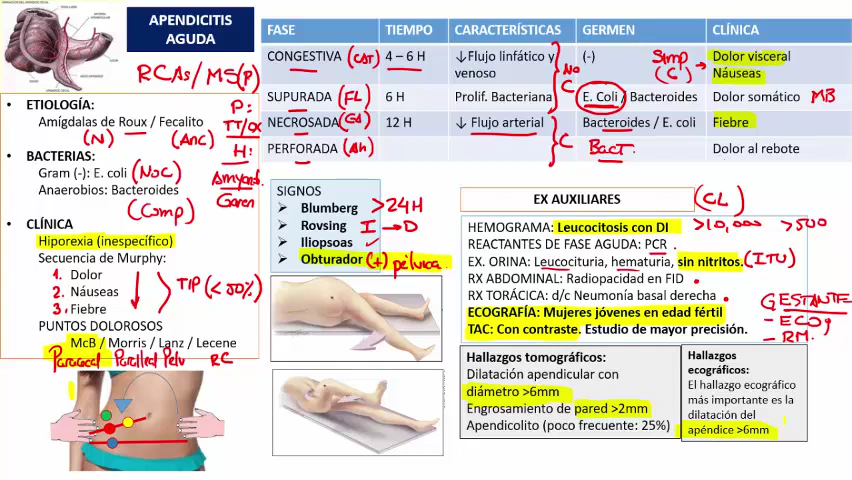 APENDICITIS
AGUDA
RCAs / MS(p)
ETIOLOGÍA:
Amígdalas de Roux / Fecalito
(N) (Anc)
BACTERIAS:
Gram (-): E. coli (NoC)
Anaerobios: Bacteroides
(Comp)
CLÍNICA
Hiporexia (inespecífico)
Secuencia de Murphy:
1. Dolor
2. Náuseas
3. Fiebre
TIP (<50%)
PUNTOS DOLOROSOS
McB / Morris / Lanz / Lecene
Paracecal Pelv RC
P:
H:
FASE TIEMPO CARACTERÍSTICAS GERMEN CLÍNICA
CONGESTIVA (CAT) 4 – 6 H ↓Flujo linfático y venoso (-) Simp (C) → Dolor visceral Náuseas
SUPURADA (FL) 6 H Prolif. Bacteriana E. Coli / Bacteroides Dolor somático MB
NECROSADA (Ga) 12 H ↓ Flujo arterial Bacteroides / E. coli Fiebre
PERFORADA Bact. Dolor al rebote
No C
C
SIGNOS
Blumberg >24H
Rovsing I → D
Iliopsoas ✓
Obturador (+) pélvica
EX AUXILIARES (CL)
HEMOGRAMA: Leucocitosis con DI >10,000 >500
REACTANTES DE FASE AGUDA: PCR
EX. ORINA: Leucocituria, hematuria, sin nitritos. (ITU)
RX ABDOMINAL: Radiopacidad en FID
RX TORÁCICA: d/c Neumonía basal derecha
ECOGRAFÍA: Mujeres jóvenes en edad fértil
TAC: Con contraste. Estudio de mayor precisión.
GESTANTE
- ECOg
- RM.
Hallazgos tomográficos:
Dilatación apendicular con
diámetro >6mm
Engrosamiento de pared >2mm
Apendicolito (poco frecuente: 25%)
Hallazgos
ecográficos:
El hallazgo ecográfico
más importante es la
dilatación del
apéndice >6mm